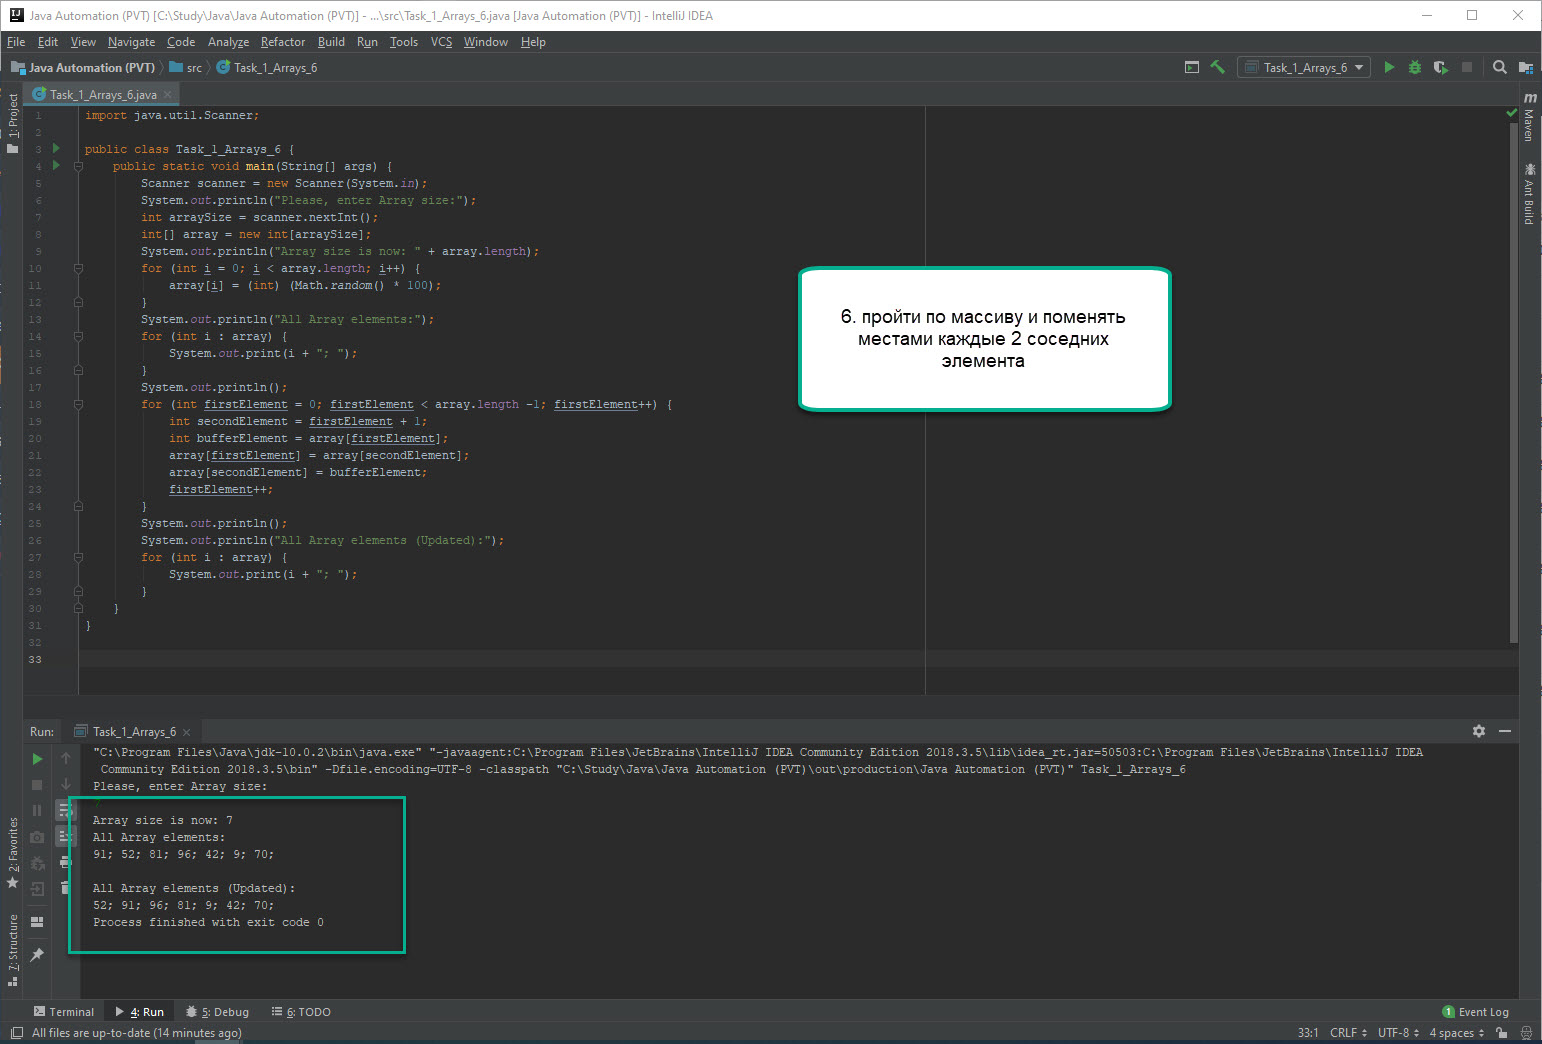 Java Automation (PVT) [C:\Study\Java\Java Automation (PVT)] - ...\src\Task_1_Arrays_6.java [Java Automation (PVT)] - IntelliJ IDEA
File Edit View Navigate Code Analyze Refactor Build Run Tools VCS Window Help
Java Automation (PVT) src Task_1_Arrays_6 Task_1_Arrays_6
Task_1_Arrays_6.java
1: Project
Maven
Ant Build
1 import java.util.Scanner;
2
3 public class Task_1_Arrays_6 {
4 public static void main(String[] args) {
5 Scanner scanner = new Scanner(System.in);
6 System.out.println("Please, enter Array size:");
7 int arraySize = scanner.nextInt();
8 int[] array = new int[arraySize];
9 System.out.println("Array size is now: " + array.length);
10 for (int i = 0; i < array.length; i++) {
11 array[i] = (int) (Math.random() * 100);
12 }
13 System.out.println("All Array elements:");
14 for (int i : array) {
15 System.out.print(i + "; ");
16 }
17 System.out.println();
18 for (int firstElement = 0; firstElement < array.length -1; firstElement++) {
19 int secondElement = firstElement + 1;
20 int bufferElement = array[firstElement];
21 array[firstElement] = array[secondElement];
22 array[secondElement] = bufferElement;
23 firstElement++;
24 }
25 System.out.println();
26 System.out.println("All Array elements (Updated):");
27 for (int i : array) {
28 System.out.print(i + "; ");
29 }
30 }
31 }
32
33
6. пройти по массиву и поменять
местами каждые 2 соседних
элемента
Run: Task_1_Arrays_6
"C:\Program Files\Java\jdk-10.0.2\bin\java.exe" "-javaagent:C:\Program Files\JetBrains\IntelliJ IDEA Community Edition 2018.3.5\lib\idea_rt.jar=50503:C:\Program Files\JetBrains\IntelliJ IDEA
Community Edition 2018.3.5\bin" -Dfile.encoding=UTF-8 -classpath "C:\Study\Java\Java Automation (PVT)\out\production\Java Automation (PVT)" Task_1_Arrays_6
Please, enter Array size:
Array size is now: 7
All Array elements:
91; 52; 81; 96; 42; 9; 70;
All Array elements (Updated):
52; 91; 96; 81; 9; 42; 70;
Process finished with exit code 0
2: Favorites
7: Structure
Terminal 4: Run 5: Debug 6: TODO 1 Event Log
All files are up-to-date (14 minutes ago) 33:1 CRLF UTF-8 4 spaces